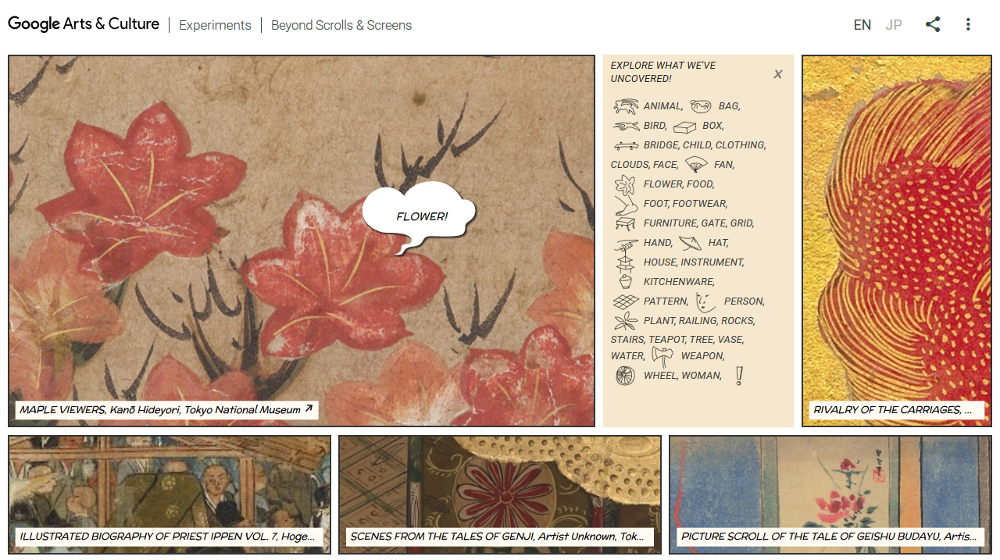 Google Arts & Culture | Experiments | Beyond Scrolls & Screens
EN JP
EXPLORE WHAT WE'VE
UNCOVERED!
X
ANIMAL, BAG,
BIRD, BOX,
BRIDGE, CHILD, CLOTHING,
CLOUDS, FACE, FAN,
FLOWER, FOOD,
FOOT, FOOTWEAR,
FURNITURE, GATE, GRID,
HAND, HAT,
HOUSE, INSTRUMENT,
KITCHENWARE,
PATTERN, PERSON,
PLANT, RAILING, ROCKS,
STAIRS, TEAPOT, TREE, VASE,
WATER, WEAPON,
WHEEL, WOMAN, !
FLOWER!
MAPLE VIEWERS, Kanō Hideyori, Tokyo National Museum
RIVALRY OF THE CARRIAGES, ...
ILLUSTRATED BIOGRAPHY OF PRIEST IPPEN VOL. 7, Hoge...
SCENES FROM THE TALES OF GENJI, Artist Unknown, Tok...
PICTURE SCROLL OF THE TALE OF GEISHU BUDAYU, Artis...